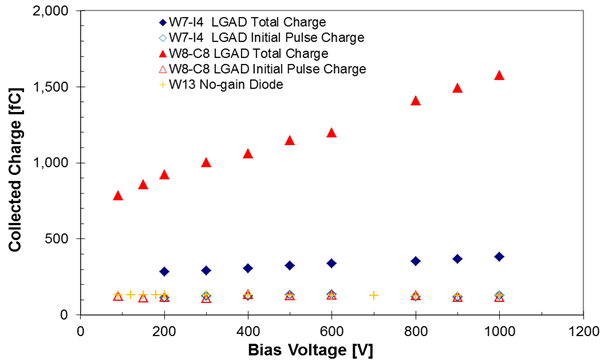 2,000
1,500
1,000
500
0
Collected Charge [fC]
W7-I4 LGAD Total Charge
W7-I4 LGAD Initial Pulse Charge
W8-C8 LGAD Total Charge
W8-C8 LGAD Initial Pulse Charge
W13 No-gain Diode
0 200 400 600 800 1000 1200
Bias Voltage [V]